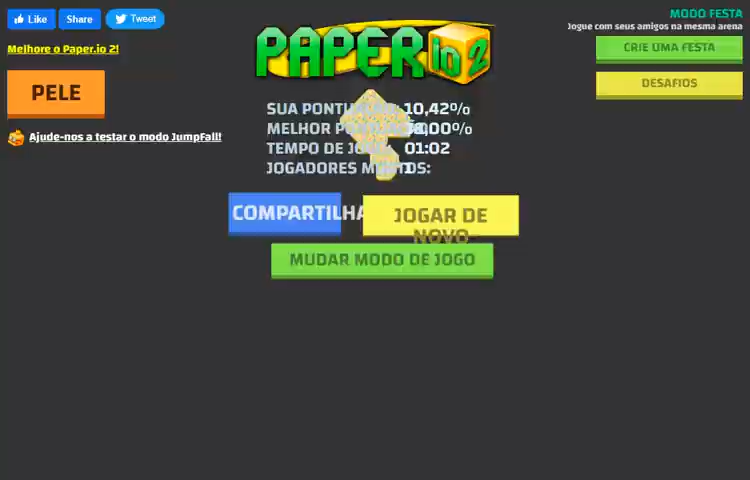 Like Share Tweet
Melhore o Paper.io 2!
PELE
Ajude-nos a testar o modo JumpFall!
PAPER.io 2
SUA 10,42%
MELHOR ,00%
TEMPO DE 01:02
JOGADORES
COMPARTILHA
JOGAR DE
NOVO
MUDAR MODO DE JOGO
MODO FESTA
Jogue com seus amigos na mesma arena
CRIE UMA FESTA
DESAFIOS